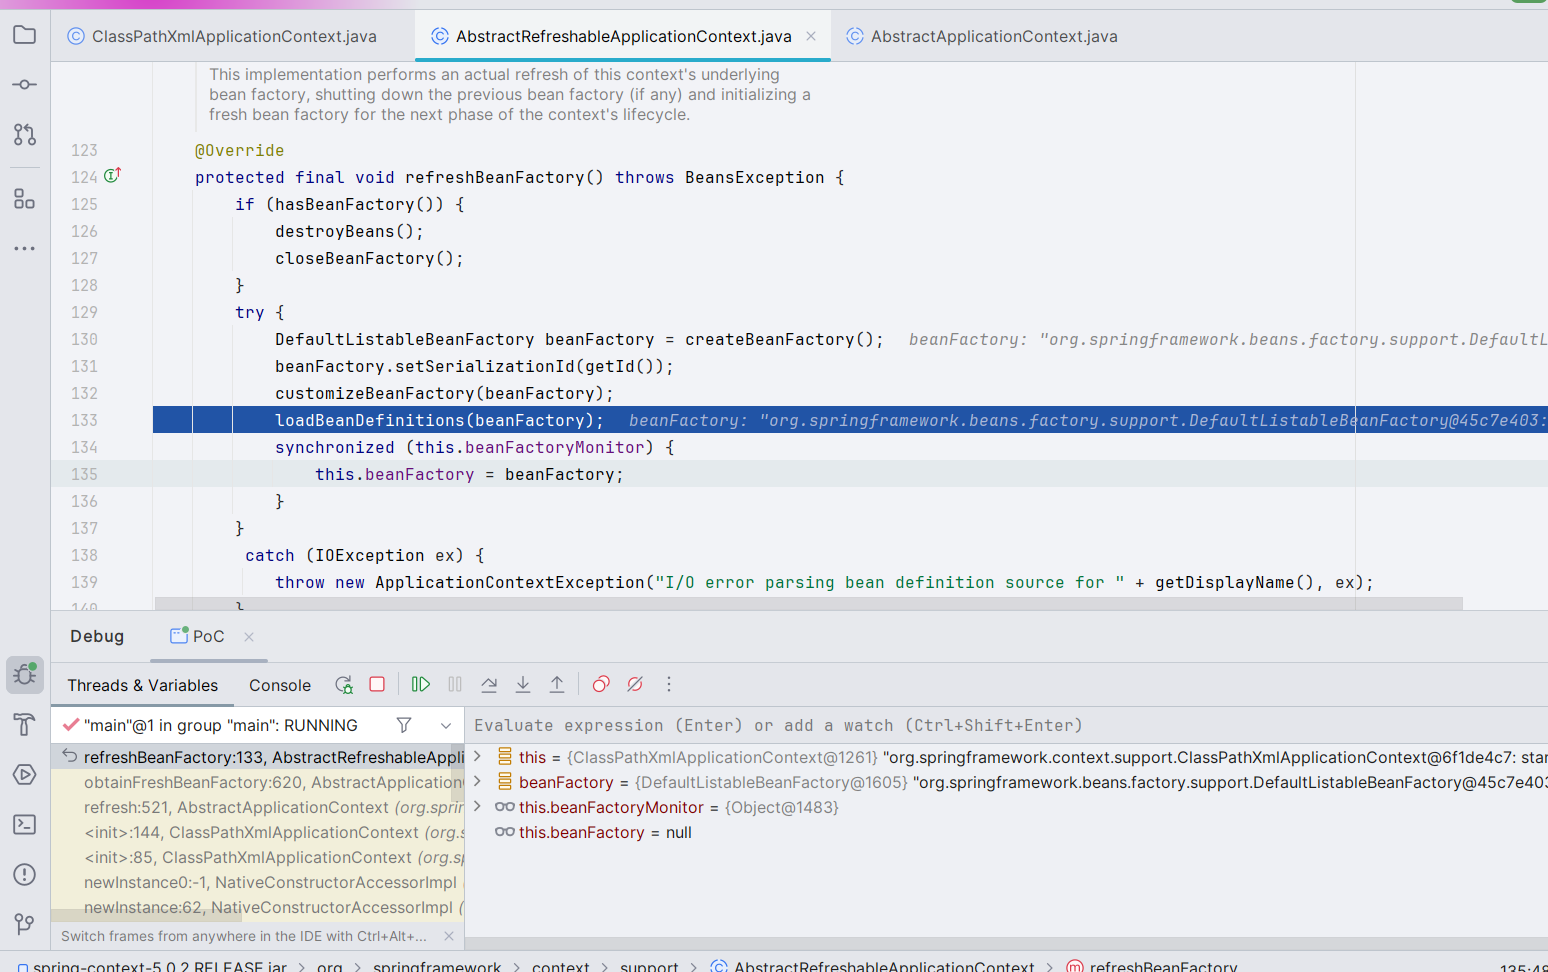 ClassPathXmlApplicationContext.java
AbstractRefreshableApplicationContext.java
AbstractApplicationContext.java
This implementation performs an actual refresh of this context's underlying
bean factory, shutting down the previous bean factory (if any) and initializing a
fresh bean factory for the next phase of the context's lifecycle.
123 @Override
124 protected final void refreshBeanFactory() throws BeansException {
125 if (hasBeanFactory()) {
126 destroyBeans();
127 closeBeanFactory();
128 }
129 try {
130 DefaultListableBeanFactory beanFactory = createBeanFactory(); beanFactory: "org.springframework.beans.factory.support.DefaultL
131 beanFactory.setSerializationId(getId());
132 customizeBeanFactory(beanFactory);
133 loadBeanDefinitions(beanFactory); beanFactory: "org.springframework.beans.factory.support.DefaultListableBeanFactory@45c7e403:
134 synchronized (this.beanFactoryMonitor) {
135 this.beanFactory = beanFactory;
136 }
137 }
138 catch (IOException ex) {
139 throw new ApplicationContextException("I/O error parsing bean definition source for " + getDisplayName(), ex);
140 }
Debug
PoC
Threads & Variables
Console
"main"@1 in group "main": RUNNING
Evaluate expression (Enter) or add a watch (Ctrl+Shift+Enter)
refreshBeanFactory:133, AbstractRefreshableAppli
obtainFreshBeanFactory:620, AbstractApplication
refresh:521, AbstractApplicationContext (org.sprin
<init>:144, ClassPathXmlApplicationContext (org.s
<init>:85, ClassPathXmlApplicationContext (org.sp
newInstance0:-1, NativeConstructorAccessorImpl
newInstance:62, NativeConstructorAccessorImpl (
Switch frames from anywhere in the IDE with Ctrl+Alt+...
this = {ClassPathXmlApplicationContext@1261} "org.springframework.context.support.ClassPathXmlApplicationContext@6f1de4c7: star
beanFactory = {DefaultListableBeanFactory@1605} "org.springframework.beans.factory.support.DefaultListableBeanFactory@45c7e403
this.beanFactoryMonitor = {Object@1483}
this.beanFactory = null
spring-context-5.0.2.RELEASE.jar > org > springframework > context > support > AbstractRefreshableApplicationContext > refreshBeanFactory
135:48